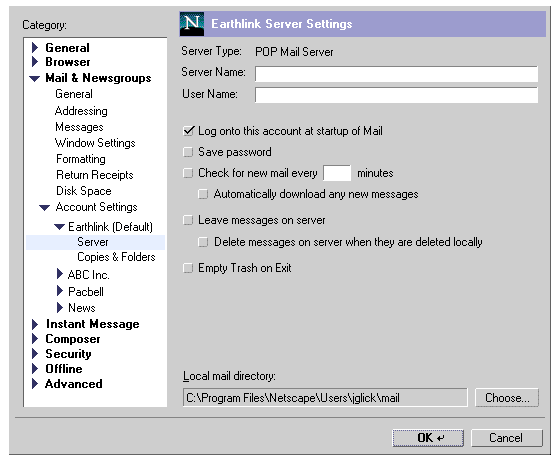 Category:
General
Browser
Mail & Newsgroups
General
Addressing
Messages
Window Settings
Formatting
Return Receipts
Disk Space
Account Settings
Earthlink (Default)
Server
Copies & Folders
ABC Inc.
Pacbell
News
Instant Message
Composer
Security
Offline
Advanced
N Earthlink Server Settings
Server Type: POP Mail Server
Server Name:
User Name:
Log onto this account at startup of Mail
Save password
Check for new mail every minutes
Automatically download any new messages
Leave messages on server
Delete messages on server when they are deleted locally
Empty Trash on Exit
Local mail directory:
C:\Program Files\Netscape\Users\jglick\mail Choose...
OK ↵ Cancel